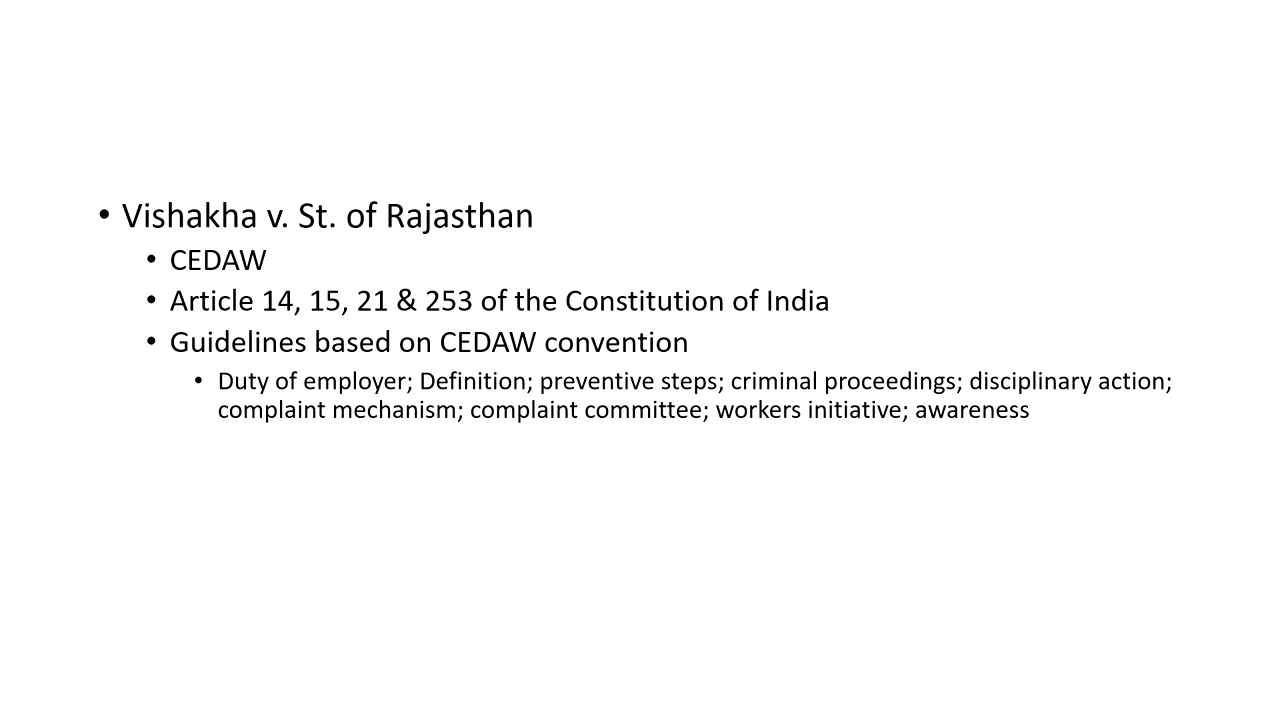 • Vishakha v. St. of Rajasthan
• CEDAW
• Article 14, 15, 21 & 253 of the Constitution of India
• Guidelines based on CEDAW convention
• Duty of employer; Definition; preventive steps; criminal proceedings; disciplinary action;
complaint mechanism; complaint committee; workers initiative; awareness